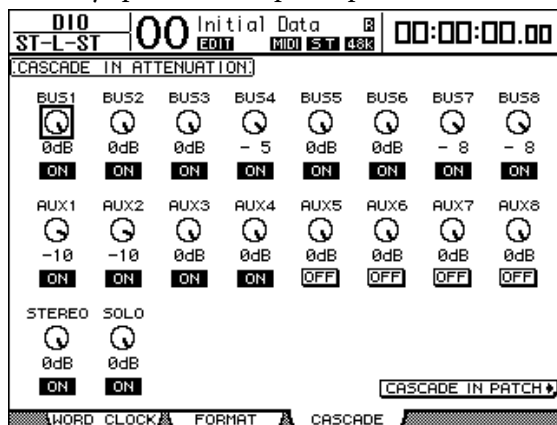 DIO
ST-L-ST
00 Initial Data B
EDIT MIDI ST 48K
00:00:00.00
CASCADE IN ATTENUATION
BUS1 BUS2 BUS3 BUS4 BUS5 BUS6 BUS7 BUS8
0dB 0dB 0dB - 5 0dB 0dB - 8 - 8
ON ON ON ON ON ON ON ON
AUX1 AUX2 AUX3 AUX4 AUX5 AUX6 AUX7 AUX8
-10 -10 0dB 0dB 0dB 0dB 0dB 0dB
ON ON ON ON OFF OFF OFF OFF
STEREO SOLO
0dB 0dB
ON ON
CASCADE IN PATCH
WORD CLOCK FORMAT CASCADE